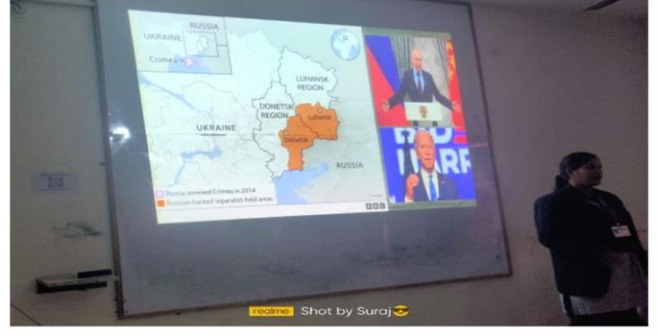 RUSSIA
UKRAINE
Crimea
LUHANSK
REGION
DONETSK
REGION
Luhansk
UKRAINE
Donetsk
RUSSIA
Russia annexed Crimea in 2014
Russian-backed separatist-held areas
BBC
realme Shot by Suraj😎